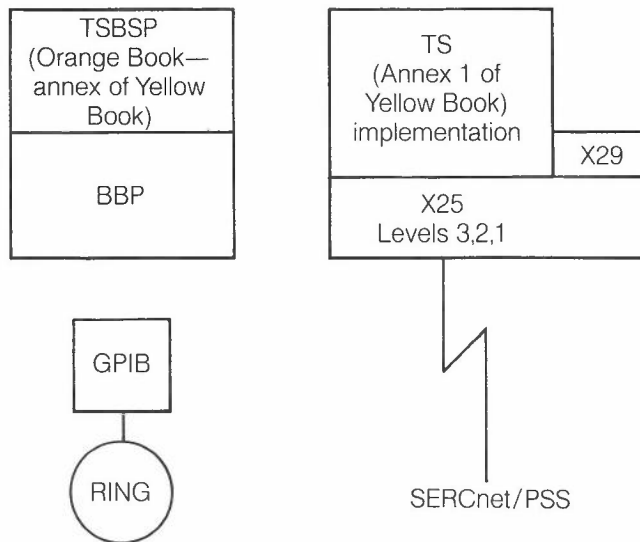 TSBSP
(Orange Book—
annex of Yellow
Book)
BBP
GPIB
RING
TS
(Annex 1 of
Yellow Book)
implementation
X29
X25
Levels 3,2,1
SERCnet/PSS